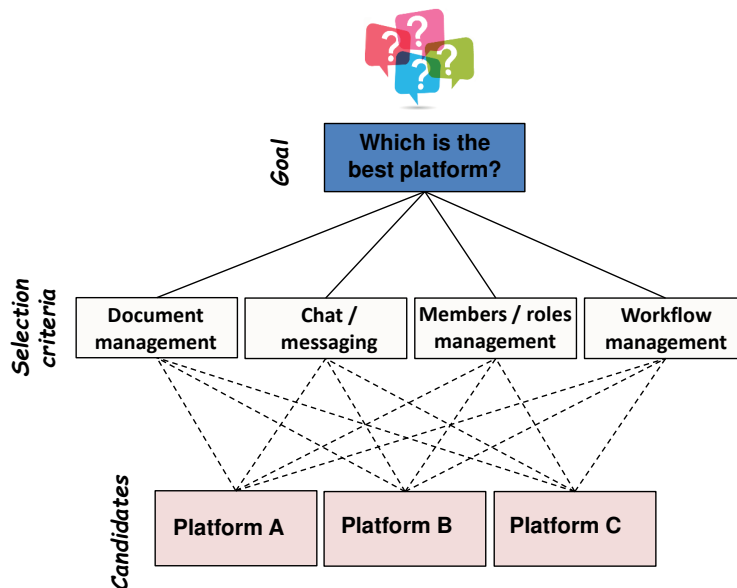 ? ? ? ?
Goal
Which is the
best platform?
Selection
criteria
Document
management
Chat /
messaging
Members / roles
management
Workflow
management
Candidates
Platform A
Platform B
Platform C